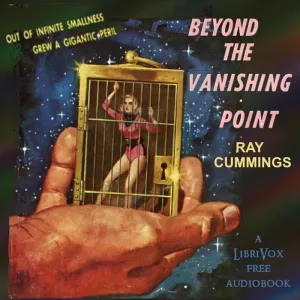 OUT OF INFINITE SMALLNESS
GREW A GIGANTIC PERIL
BEYOND
THE
VANISHING
POINT
RAY
CUMMINGS
A
LIBRIVOX
FREE
AUDIOBOOK